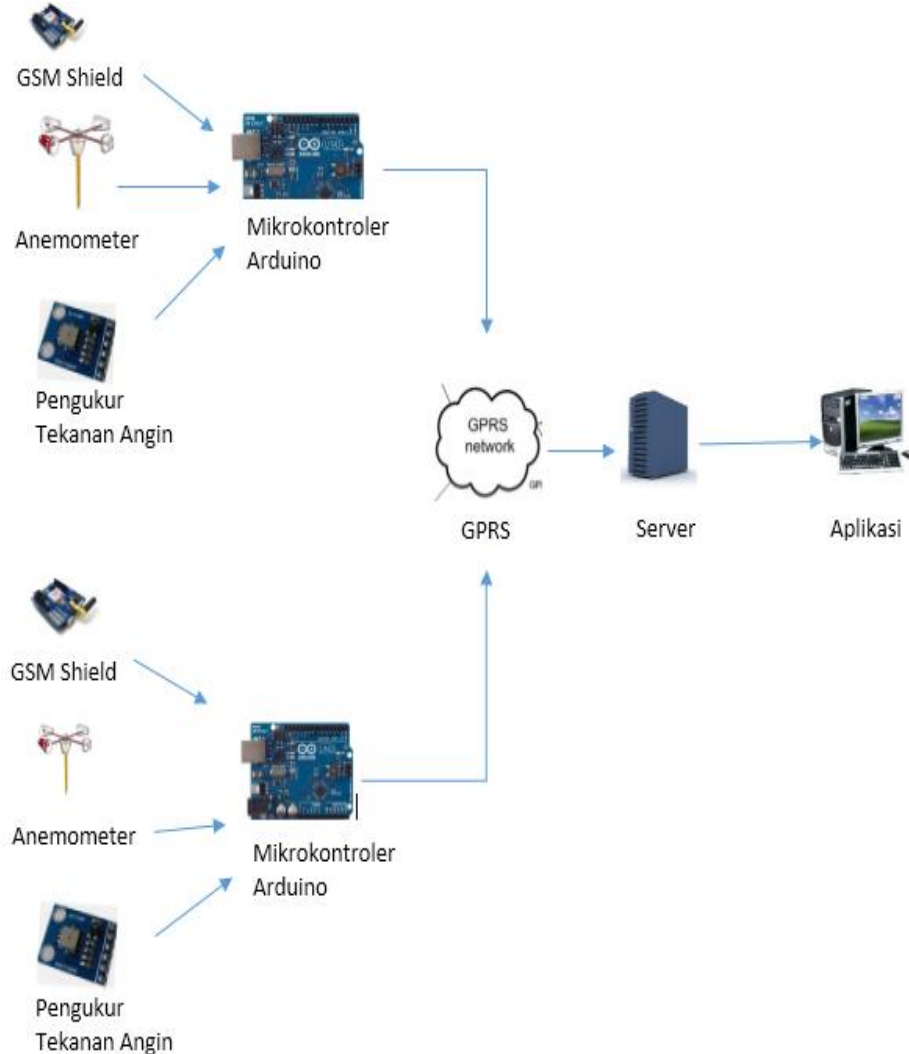 GSM Shield
Anemometer
Mikrokontroler
Arduino
Pengukur
Tekanan Angin
GPRS
network
GPRS
Server
Aplikasi
GSM Shield
Anemometer
Mikrokontroler
Arduino
Pengukur
Tekanan Angin